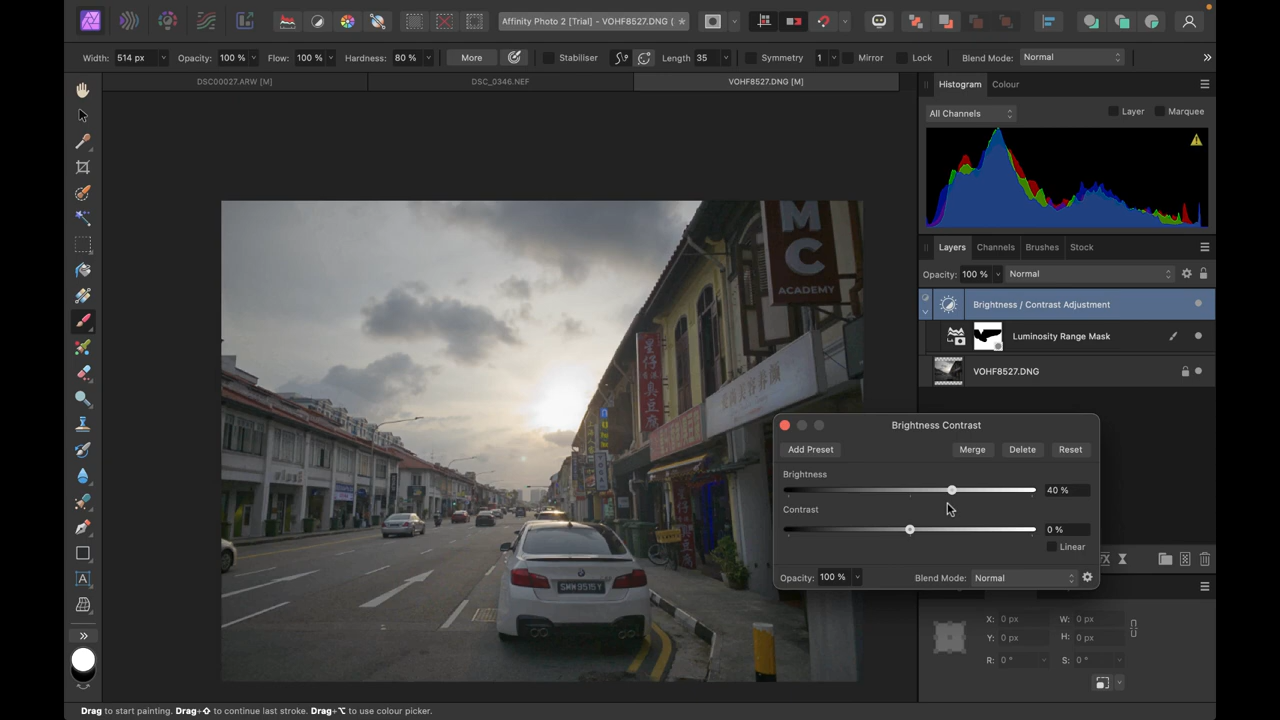 Affinity Photo 2 [Trial] - VOHF8527.DNG (
Width: 514 px Opacity: 100 % Flow: 100 % Hardness: 80 % More Stabiliser Length 35 Symmetry 1 Mirror Lock Blend Mode: Normal »
DSC00027.ARW [M] DSC_0346.NEF VOHF8527.DNG [M]
Histogram Colour
All Channels Layer Marquee
Layers Channels Brushes Stock
Opacity: 100 % Normal
Brightness / Contrast Adjustment
Luminosity Range Mask
VOHF8527.DNG
MC
ACADEMY
星仔臭豆腐
Brightness Contrast
Add Preset Merge Delete Reset
Brightness
40 %
Contrast
0 %
Linear
Opacity: 100 % Blend Mode: Normal
X: 0 px W: 0 px
Y: 0 px H: 0 px
R: 0 ° S: 0 °
Drag to start painting. Drag+⇧ to continue last stroke. Drag+⌥ to use colour picker.